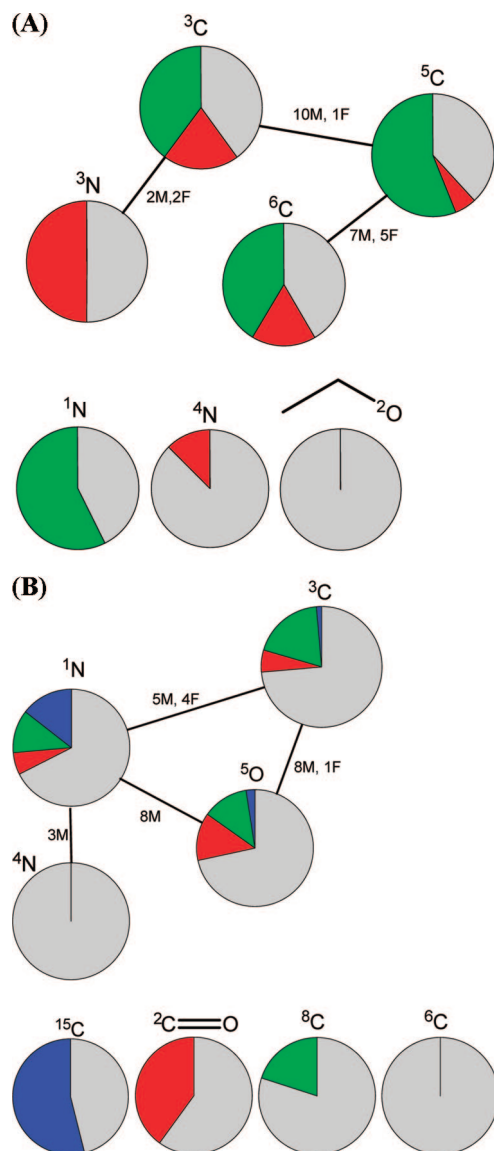 (A)
³C
⁵C
10M, 1F
³N
2M,2F
⁶C
7M, 5F
¹N
⁴N
²O
(B)
³C
¹N
5M, 4F
⁵O
8M, 1F
8M
3M
⁴N
¹⁵C
²C O
⁸C
⁶C